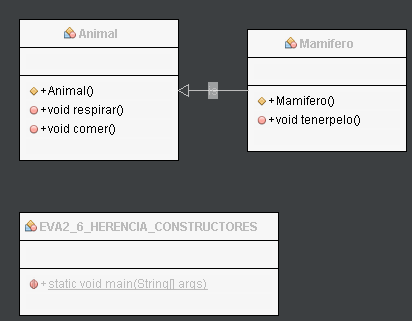 Animal
+Animal()
+void respirar()
+void comer()
Mamifero
+Mamifero()
+void tenerpelo()
EVA2_6_HERENCIA_CONSTRUCTORES
+static void main(String[] args)